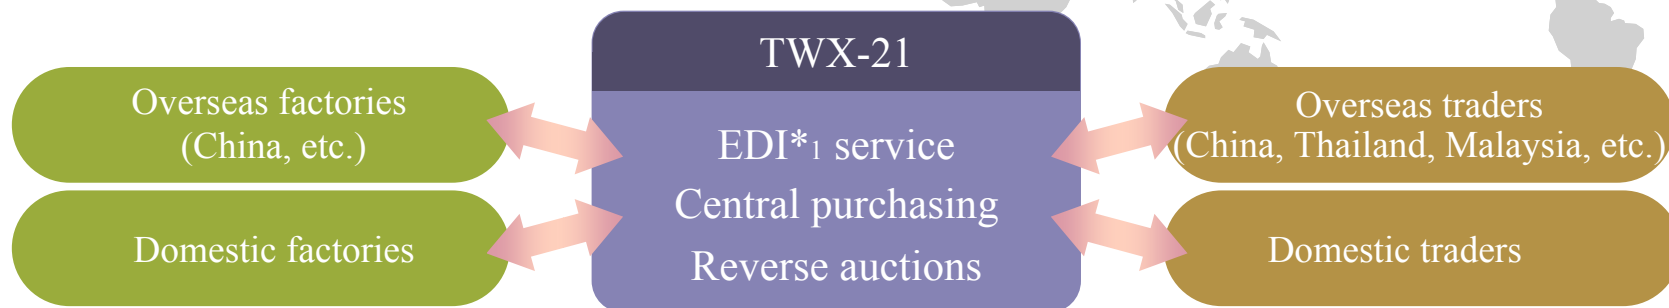 TWX-21
Overseas factories
(China, etc.)
Domestic factories
EDI*1 service
Central purchasing
Reverse auctions
Overseas traders
(China, Thailand, Malaysia, etc.)
Domestic traders